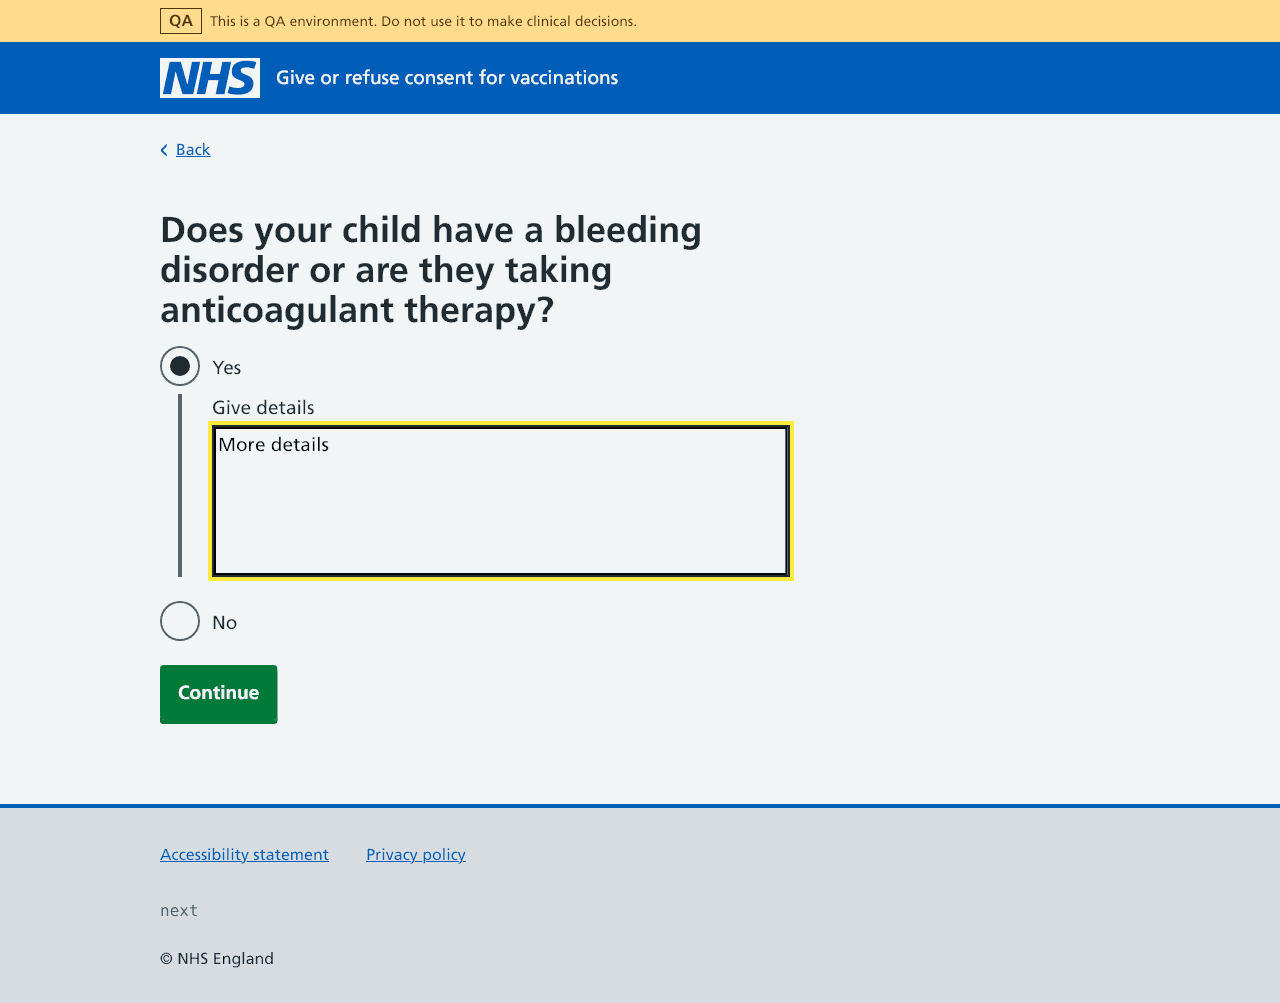 QA This is a QA environment. Do not use it to make clinical decisions.
NHS Give or refuse consent for vaccinations
Back
Does your child have a bleeding
disorder or are they taking
anticoagulant therapy?
Yes
Give details
More details
No
Continue
Accessibility statement Privacy policy
next
© NHS England